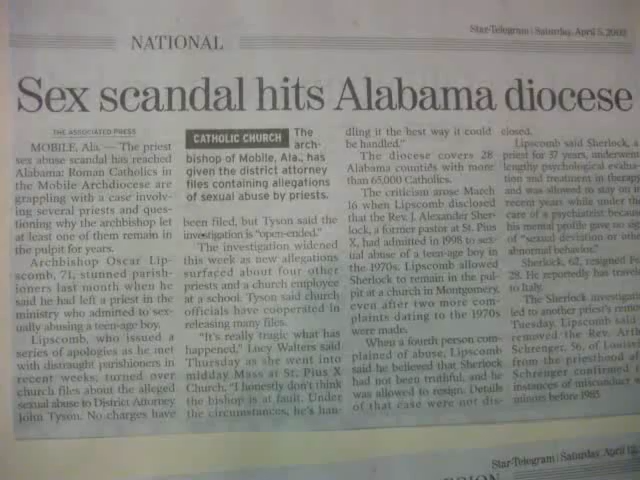 Star-Telegram | Saturday, April 5, 2003
NATIONAL
Sex scandal hits Alabama diocese
THE ASSOCIATED PRESS
MOBILE, Ala. — The priest
sex abuse scandal has reached
Alabama: Roman Catholics in
the Mobile Archdiocese are
grappling with a case involv-
ing several priests and ques-
tioning why the archbishop let
at least one of them remain in
the pulpit for years.
Archbishop Oscar Lip-
scomb, 71, stunned parish-
ioners last month when he
said he had left a priest in the
ministry who admitted to sex-
ually abusing a teen-age boy.
Lipscomb, who issued a
series of apologies as he met
with distraught parishioners in
recent weeks, turned over
church files about the alleged
sexual abuse to District Attorney
John Tyson. No charges have
CATHOLIC CHURCH The
arch-
bishop of Mobile, Ala., has
given the district attorney
files containing allegations
of sexual abuse by priests.
been filed, but Tyson said the
investigation is "open-ended."
The investigation widened
this week as new allegations
surfaced about four other
priests and a church employee
at a school. Tyson said church
officials have cooperated in
releasing many files.
"It's really tragic what has
happened," Lucy Walters said
Thursday as she went into
midday Mass at St. Pius X
Church. "I honestly don't think
the bishop is at fault. Under
the circumstances, he's han-
dling it the best way it could
be handled."
The diocese covers 28
Alabama counties with more
than 65,000 Catholics.
The criticism arose March
16 when Lipscomb disclosed
that the Rev. J. Alexander Sher-
lock, a former pastor at St. Pius
X, had admitted in 1998 to sex-
ual abuse of a teen-age boy in
the 1970s. Lipscomb allowed
Sherlock to remain in the pul-
pit at a church in Montgomery,
even after two more com-
plaints dating to the 1970s
were made.
When a fourth person com-
plained of abuse, Lipscomb
said he believed that Sherlock
had not been truthful, and he
was allowed to resign. Details
of that case were not dis-
closed.
Lipscomb said Sherlock, a
priest for 37 years, underwent
lengthy psychological evalua-
tion and treatment in therapy
and was allowed to stay on in
recent years while under the
care of a psychiatrist because
his mental profile gave no sign
of "sexual deviation or other
abnormal behavior."
Sherlock, 62, resigned Feb.
28. He reportedly has traveled
to Italy.
The Sherlock investigation
led to another priest's removal
Tuesday. Lipscomb said
removed the Rev. Arthur
Schrenger, 56, of Louis
from the priesthood a
Schrenger confirmed
instances of misconduct w
minors before 1985.
Star-Telegram | Saturday, April 12,